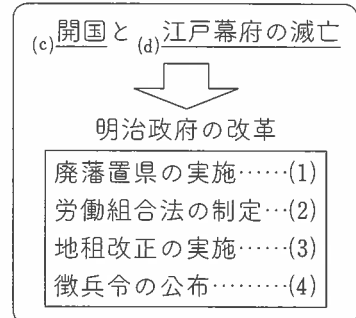 (c)開国と(d)江戸幕府の滅亡
明治政府の改革
廃藩置県の実施……(1)
労働組合法の制定…(2)
地租改正の実施……(3)
徴兵令の公布………(4)